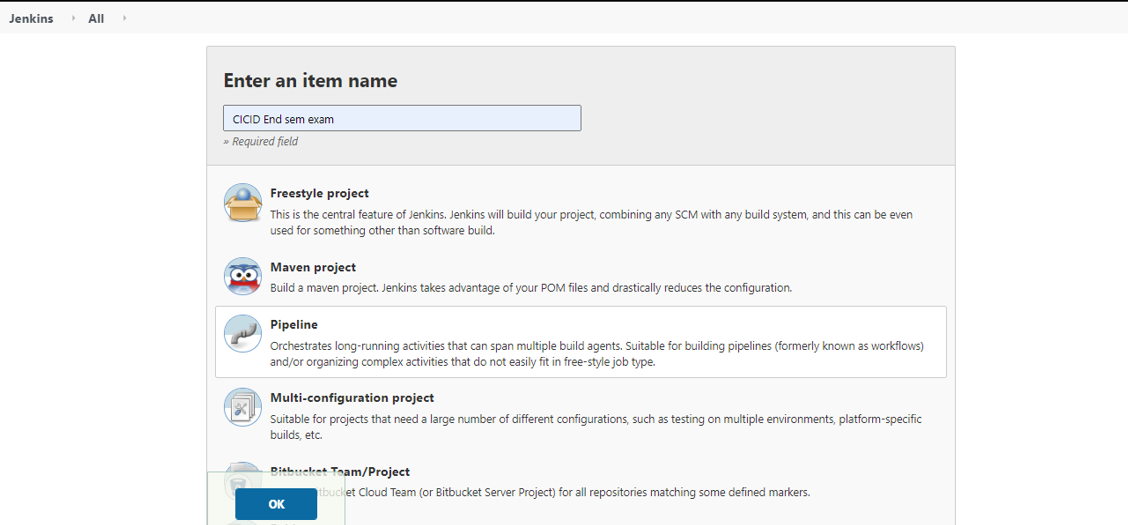 Jenkins All
Enter an item name
CICID End sem exam
» Required field
Freestyle project
This is the central feature of Jenkins. Jenkins will build your project, combining any SCM with any build system, and this can be even
used for something other than software build.
Maven project
Build a maven project. Jenkins takes advantage of your POM files and drastically reduces the configuration.
Pipeline
Orchestrates long-running activities that can span multiple build agents. Suitable for building pipelines (formerly known as workflows)
and/or organizing complex activities that do not easily fit in free-style job type.
Multi-configuration project
Suitable for projects that need a large number of different configurations, such as testing on multiple environments, platform-specific
builds, etc.
Bitbucket Team/Project
Cloud Team (or Bitbucket Server Project) for all repositories matching some defined markers.
OK